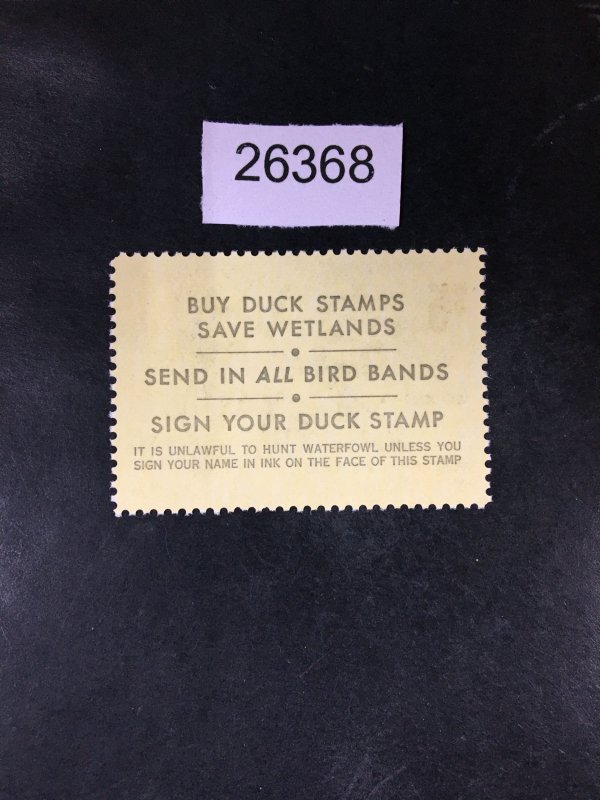 26368
BUY DUCK STAMPS
SAVE WETLANDS
SEND IN ALL BIRD BANDS
SIGN YOUR DUCK STAMP
IT IS UNLAWFUL TO HUNT WATERFOWL UNLESS YOU
SIGN YOUR NAME IN INK ON THE FACE OF THIS STAMP